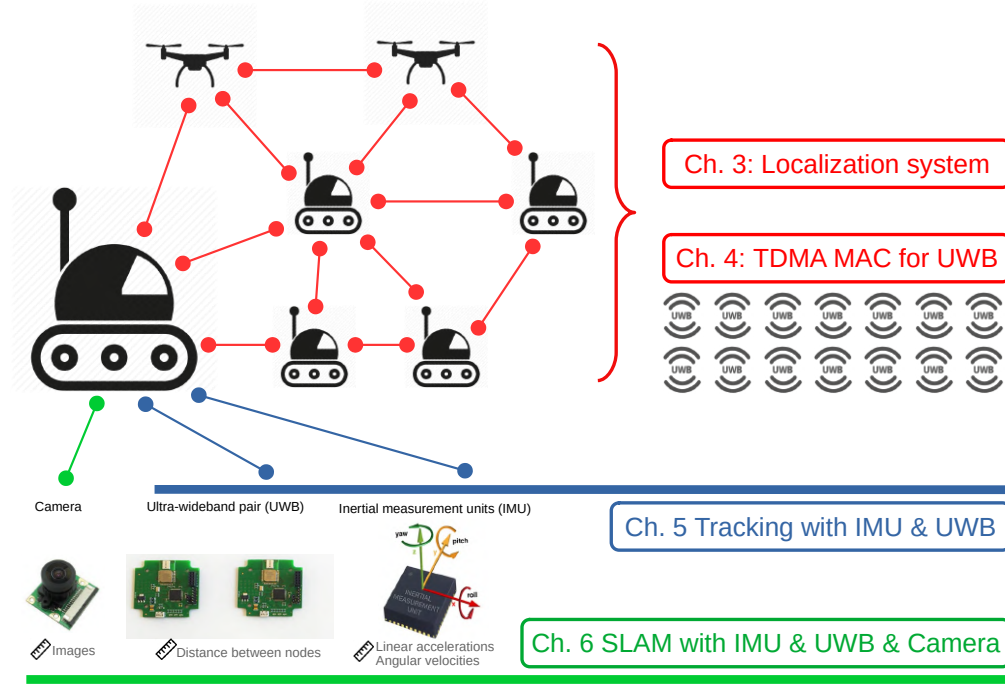 Ch. 3: Localization system
Ch. 4: TDMA MAC for UWB
UWB UWB UWB UWB UWB UWB UWB
UWB UWB UWB UWB UWB UWB UWB
Camera
Ultra-wideband pair (UWB)
Inertial measurement units (IMU)
Ch. 5 Tracking with IMU & UWB
yaw
pitch
roll
z
Y
X
INERTIAL
MEASUREMENT
UNIT
Images
Distance between nodes
Linear accelerations
Angular velocities
Ch. 6 SLAM with IMU & UWB & Camera